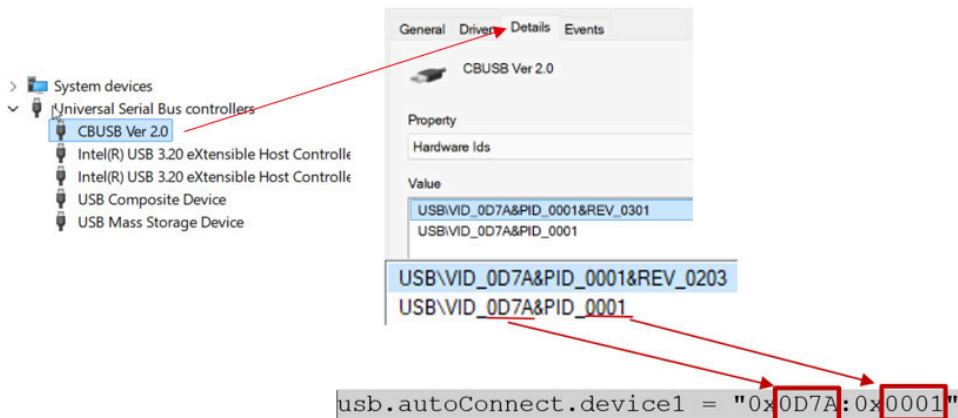 System devices
Universal Serial Bus controllers
CBUSB Ver 2.0
Intel(R) USB 3.20 eXtensible Host Controlle
Intel(R) USB 3.20 eXtensible Host Controlle
USB Composite Device
USB Mass Storage Device
General Driver Details Events
CBUSB Ver 2.0
Property
Hardware Ids
Value
USB\VID_0D7A&PID_0001&REV_0301
USB\VID_0D7A&PID_0001
USB\VID_0D7A&PID_0001&REV_0203
USB\VID_0D7A&PID_0001
usb.autoConnect.device1 = "0x0D7A:0x0001"